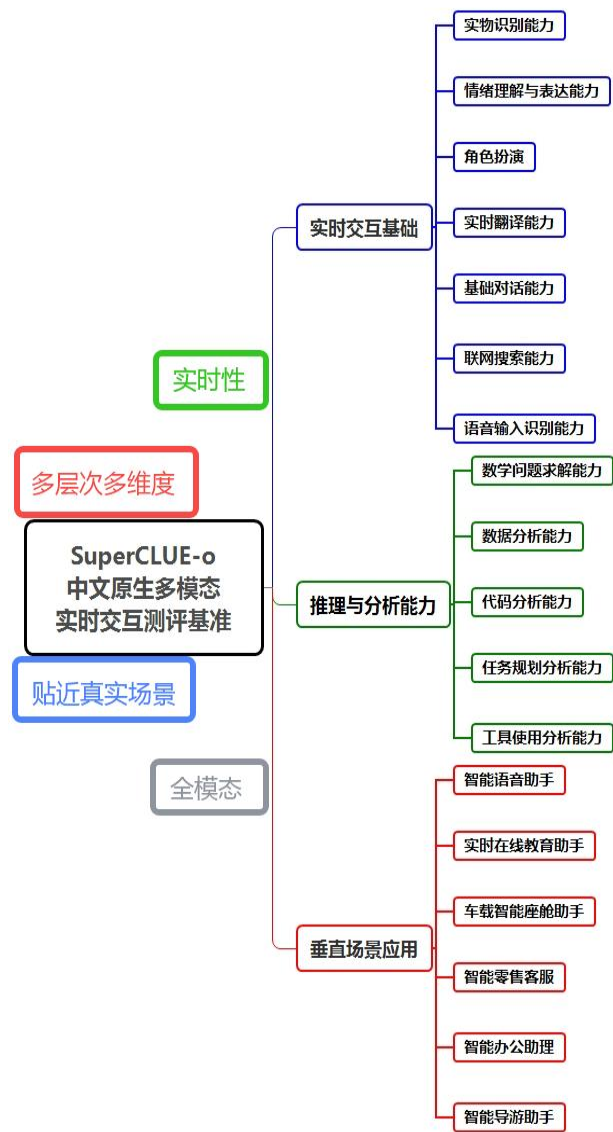 实物识别能力
情绪理解与表达能力
角色扮演
实时交互基础
实时翻译能力
基础对话能力
联网搜索能力
语音输入识别能力
实时性
多层次多维度
SuperCLUE-o
中文原生多模态
实时交互测评基准
贴近真实场景
全模态
数学问题求解能力
数据分析能力
推理与分析能力
代码分析能力
任务规划分析能力
工具使用分析能力
智能语音助手
实时在线教育助手
车载智能座舱助手
垂直场景应用
智能零售客服
智能办公助理
智能导游助手